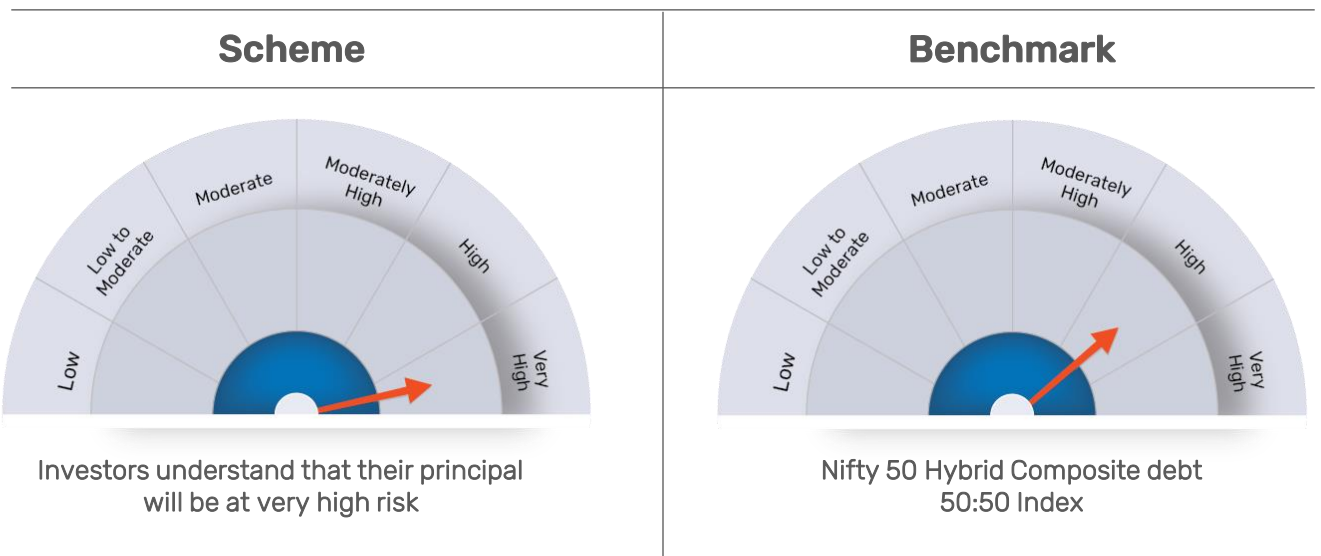 Scheme
Low
Low to
Moderate
Moderate
Moderately
High
High
Very
High
Investors understand that their principal
will be at very high risk
Benchmark
Low
Low to
Moderate
Moderate
Moderately
High
High
Very
High
Nifty 50 Hybrid Composite debt
50:50 Index